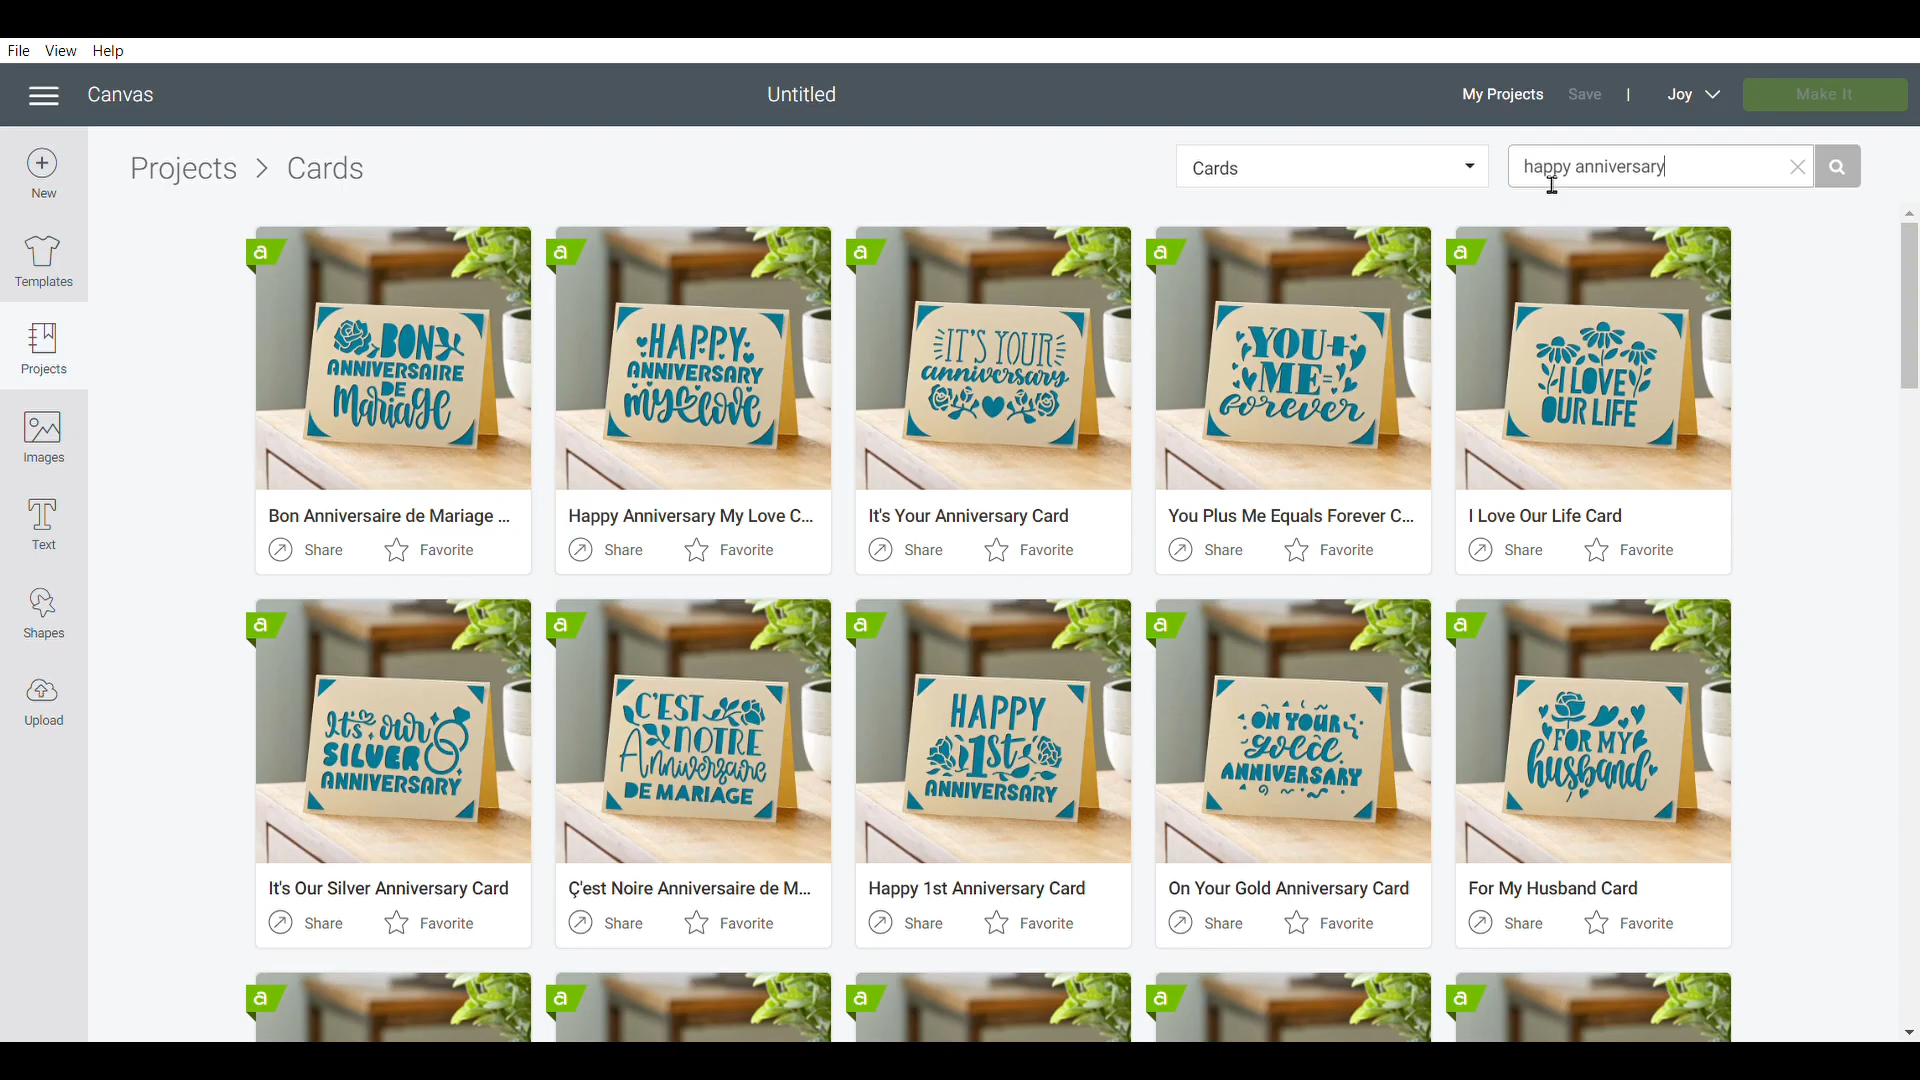 File View Help
Canvas Untitled My Projects Save | Joy Make It
New
Templates
Projects
Images
Text
Shapes
Upload
Projects > Cards Cards happy anniversary
a a a a a
BON
ANNIVERSAIRE
DE
Mariage
HAPPY
ANNIVERSARY
my love
IT'S YOUR
anniversary
YOU+
ME=
forever
I LOVE
OUR LIFE
Bon Anniversaire de Mariage ... Happy Anniversary My Love C... It's Your Anniversary Card You Plus Me Equals Forever C... I Love Our Life Card
Share Favorite Share Favorite Share Favorite Share Favorite Share Favorite
a a a a a
It's our
SILVER
ANNIVERSARY
C'EST
NOTRE
Anniversaire
DE MARIAGE
HAPPY
1st
ANNIVERSARY
ON YOUR
gold
ANNIVERSARY
FOR MY
husband
It's Our Silver Anniversary Card Ç'est Noire Anniversaire de M... Happy 1st Anniversary Card On Your Gold Anniversary Card For My Husband Card
Share Favorite Share Favorite Share Favorite Share Favorite Share Favorite
a a a a a